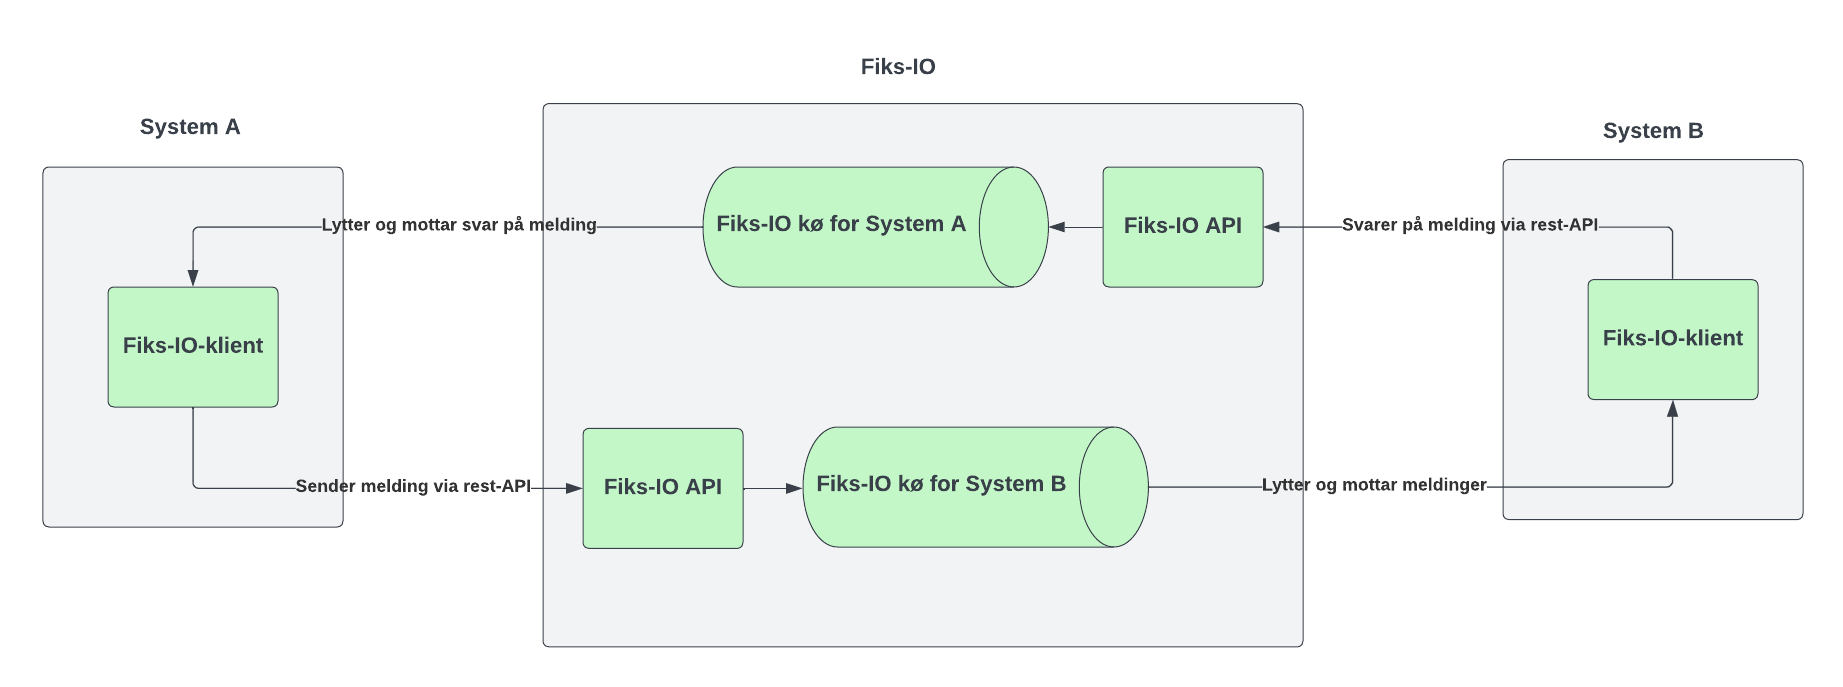 Fiks-IO
System A
System B
Lytter og mottar svar på melding
Fiks-IO kø for System A
Fiks-IO API
Svarer på melding via rest-API
Fiks-IO-klient
Fiks-IO-klient
Sender melding via rest-API
Fiks-IO API
Fiks-IO kø for System B
Lytter og mottar meldinger